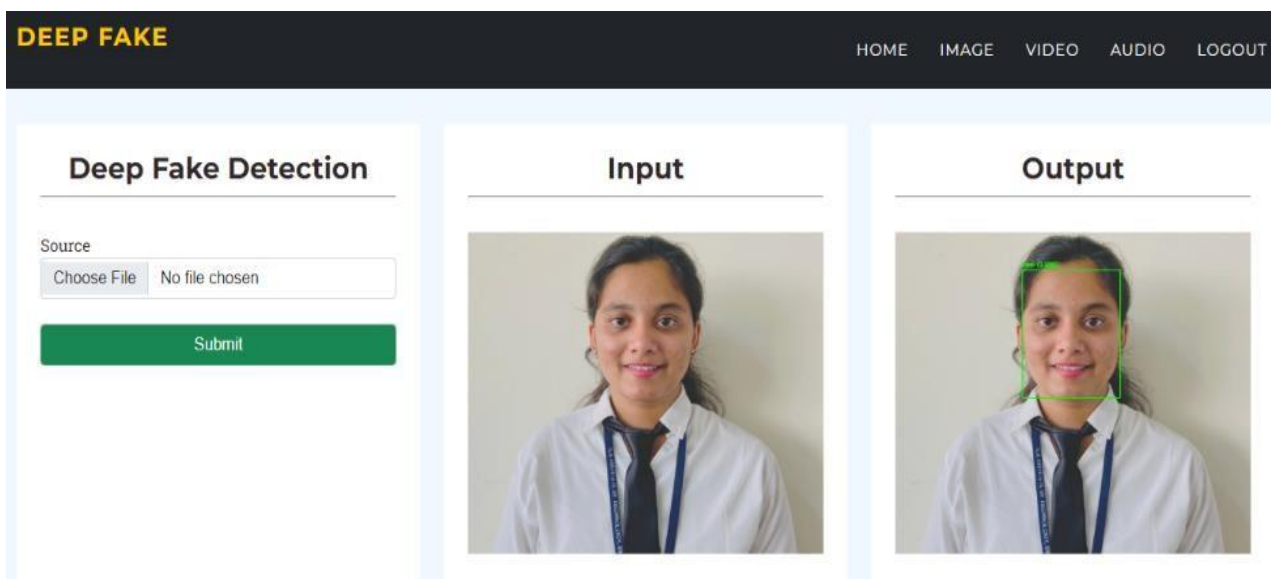 DEEP FAKE
HOME IMAGE VIDEO AUDIO LOGOUT
Deep Fake Detection
Source
Choose File No file chosen
Submit
Input
Output